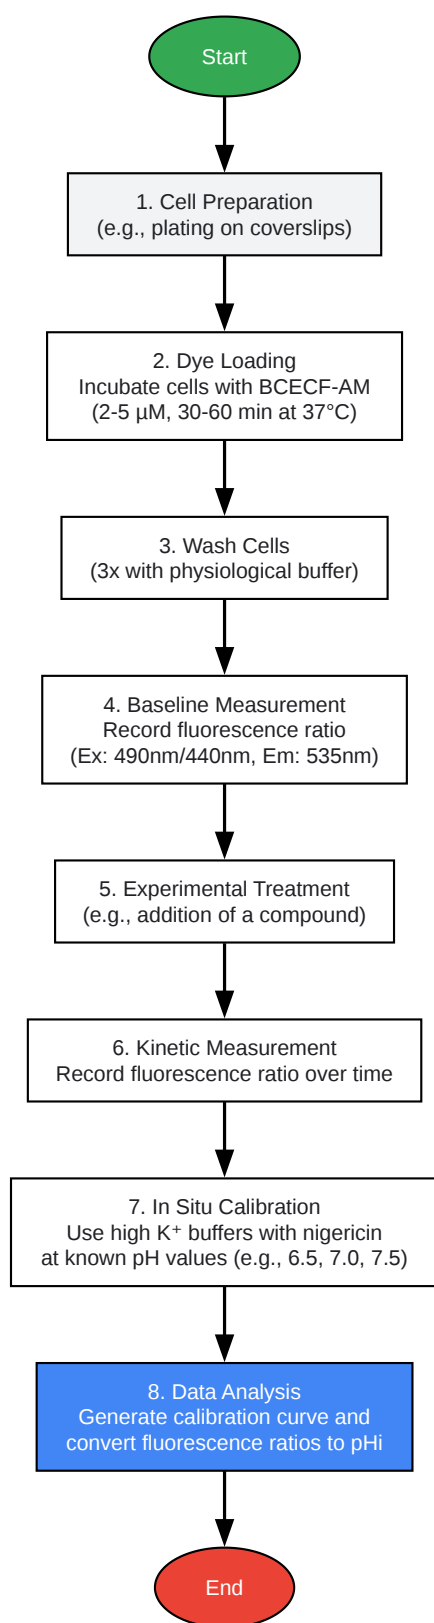 Start
1. Cell Preparation
(e.g., plating on coverslips)
2. Dye Loading
Incubate cells with BCECF-AM
(2-5 µM, 30-60 min at 37°C)
3. Wash Cells
(3x with physiological buffer)
4. Baseline Measurement
Record fluorescence ratio
(Ex: 490nm/440nm, Em: 535nm)
5. Experimental Treatment
(e.g., addition of a compound)
6. Kinetic Measurement
Record fluorescence ratio over time
7. In Situ Calibration
Use high K⁺ buffers with nigericin
at known pH values (e.g., 6.5, 7.0, 7.5)
8. Data Analysis
Generate calibration curve and
convert fluorescence ratios to pHi
End